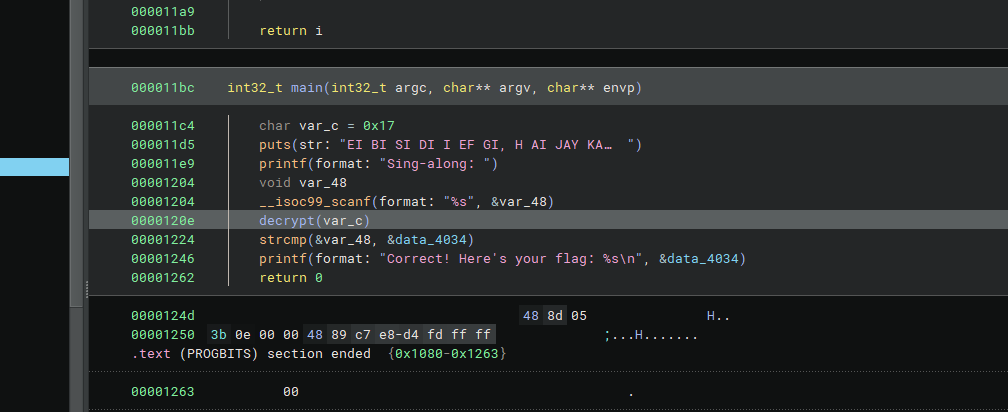 000011a9
000011bb return i
000011bc int32_t main(int32_t argc, char** argv, char** envp)
000011c4 char var_c = 0x17
000011d5 puts(str: "EI BI SI DI I EF GI, H AI JAY KA… ")
000011e9 printf(format: "Sing-along: ")
00001204 void var_48
00001204 __isoc99_scanf(format: "%s", &var_48)
0000120e decrypt(var_c)
00001224 strcmp(&var_48, &data_4034)
00001246 printf(format: "Correct! Here's your flag: %s\n", &data_4034)
00001262 return 0
0000124d 48 8d 05 H..
00001250 3b 0e 00 00 48 89 c7 e8-d4 fd ff ff ;...H.......
.text (PROGBITS) section ended {0x1080-0x1263}
00001263 00 .